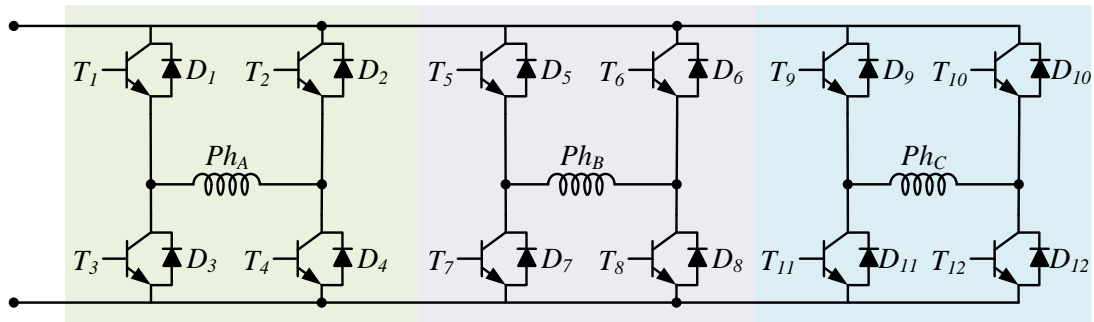 T1 D1 T2 D2 T5 D5 T6 D6 T9 D9 T10 D10
PhA PhB PhC
T3 D3 T4 D4 T7 D7 T8 D8 T11 D11 T12 D12